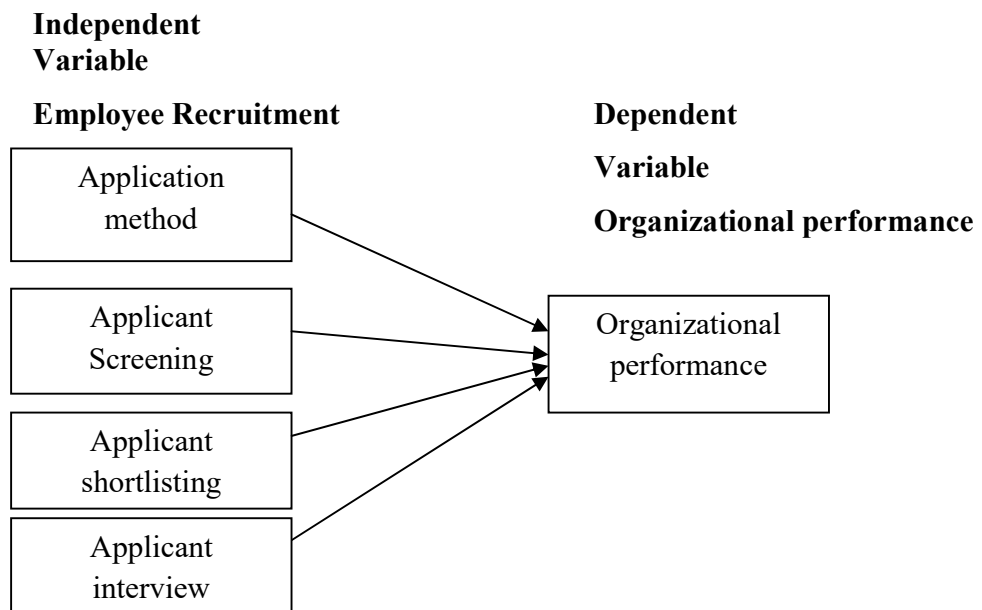 Independent
Variable
Employee Recruitment
Dependent
Variable
Organizational performance
Application
method
Applicant
Screening
Applicant
shortlisting
Applicant
interview
Organizational
performance